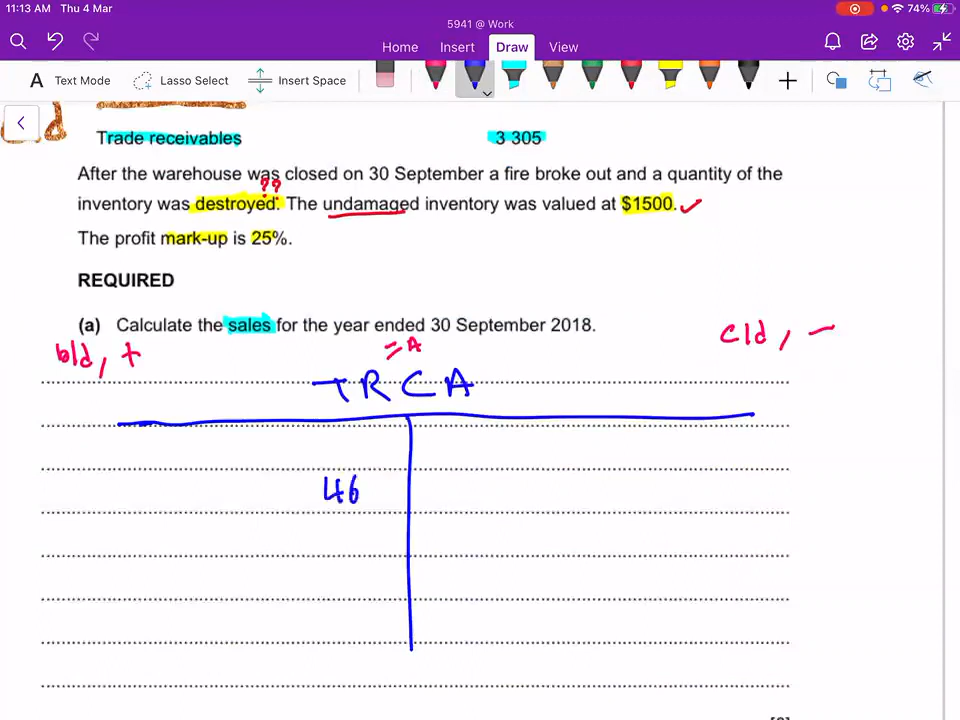 11:13 AM Thu 4 Mar
74%
5941 @ Work
Home Insert Draw View
A Text Mode Lasso Select Insert Space
Trade receivables 3 305
After the warehouse was closed on 30 September a fire broke out and a quantity of the
??
inventory was destroyed. The undamaged inventory was valued at $1500.
The profit mark-up is 25%.
REQUIRED
(a) Calculate the sales for the year ended 30 September 2018.
b/d, + = A c/d, -
TRCA
46